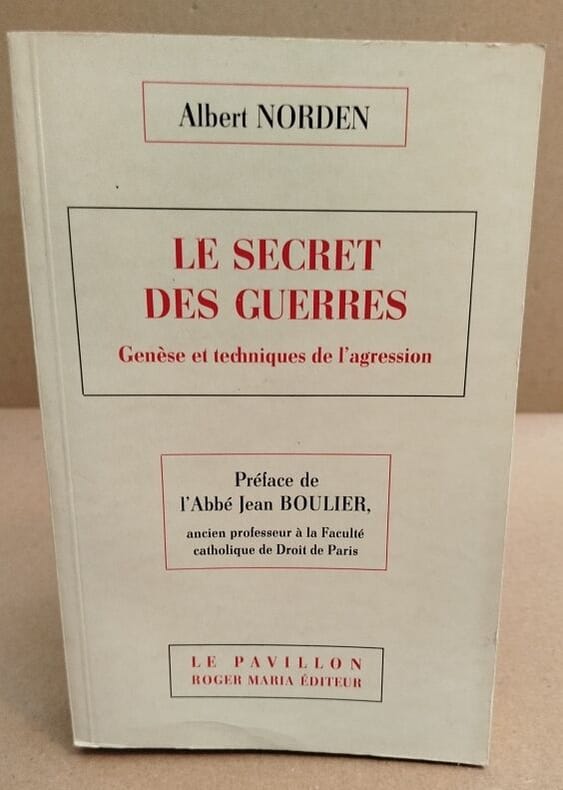 Albert NORDEN
LE SECRET
DES GUERRES
Genèse et techniques de l'agression
Préface de
l'Abbé Jean BOULIER,
ancien professeur à la Faculté
catholique de Droit de Paris
LE PAVILLON
ROGER MARIA ÉDITEUR